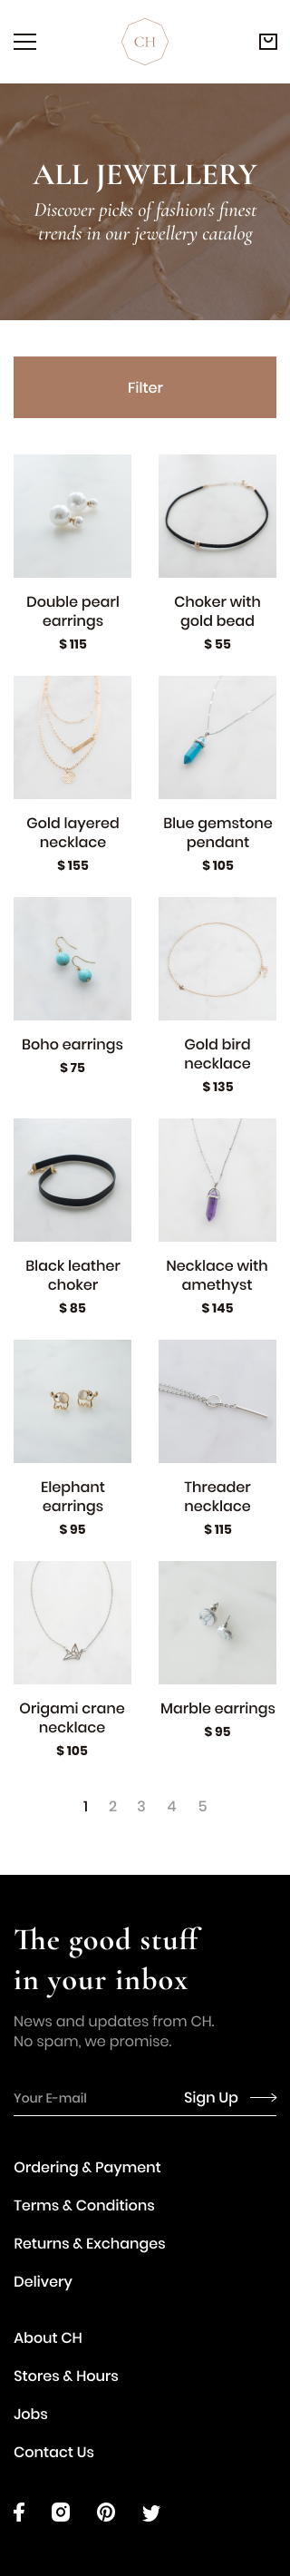 CH
ALL JEWELLERY
Discover picks of fashion's finest
trends in our jewellery catalog
Filter
Double pearl
earrings
$ 115
Choker with
gold bead
$ 55
Gold layered
necklace
$ 155
Blue gemstone
pendant
$ 105
Boho earrings
$ 75
Gold bird
necklace
$ 135
Black leather
choker
$ 85
Necklace with
amethyst
$ 145
Elephant
earrings
$ 95
Threader
necklace
$ 115
Origami crane
necklace
$ 105
Marble earrings
$ 95
1 2 3 4 5
The good stuff
in your inbox
News and updates from CH.
No spam, we promise.
Your E-mail Sign Up
Ordering & Payment
Terms & Conditions
Returns & Exchanges
Delivery
About CH
Stores & Hours
Jobs
Contact Us